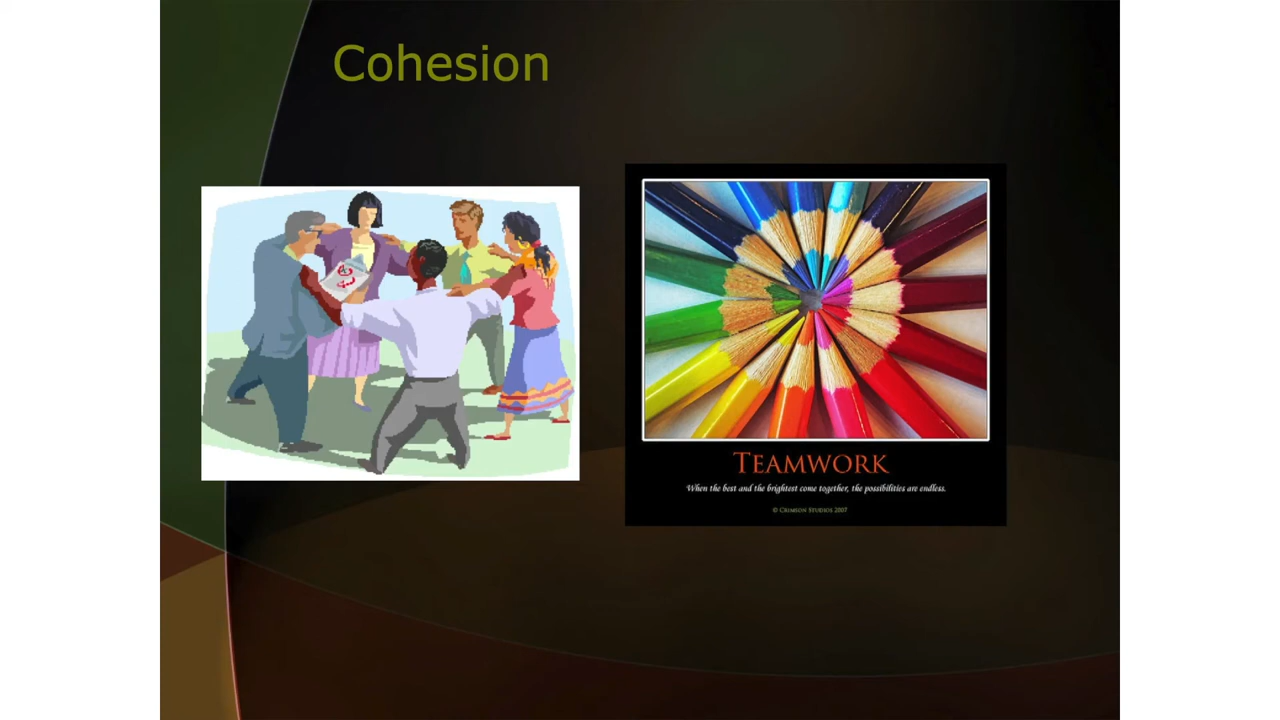 Cohesion
TEAMWORK
When the best and the brightest come together, the possibilities are endless.
© CRIMSON STUDIOS 2007